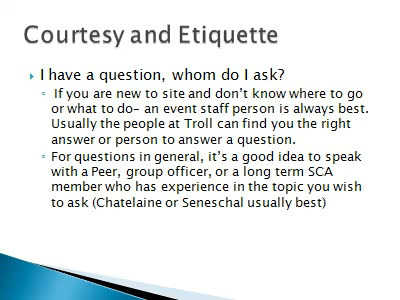 Courtesy and Etiquette
I have a question, whom do I ask?
If you are new to site and don't know where to go
or what to do– an event staff person is always best.
Usually the people at Troll can find you the right
answer or person to answer a question.
For questions in general, it's a good idea to speak
with a Peer, group officer, or a long term SCA
member who has experience in the topic you wish
to ask (Chatelaine or Seneschal usually best)